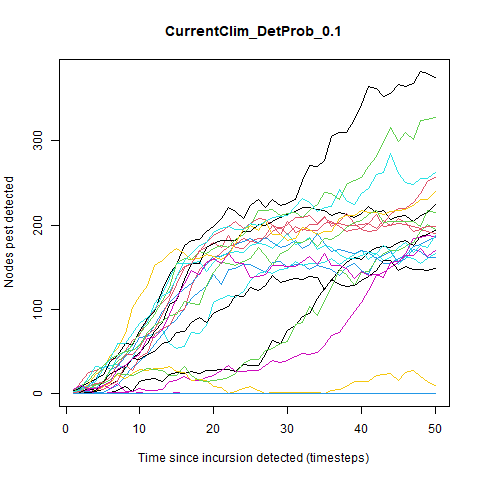 CurrentClim_DetProb_0.1
Nodes pest detected
300
200
100
0
0 10 20 30 40 50
Time since incursion detected (timesteps)